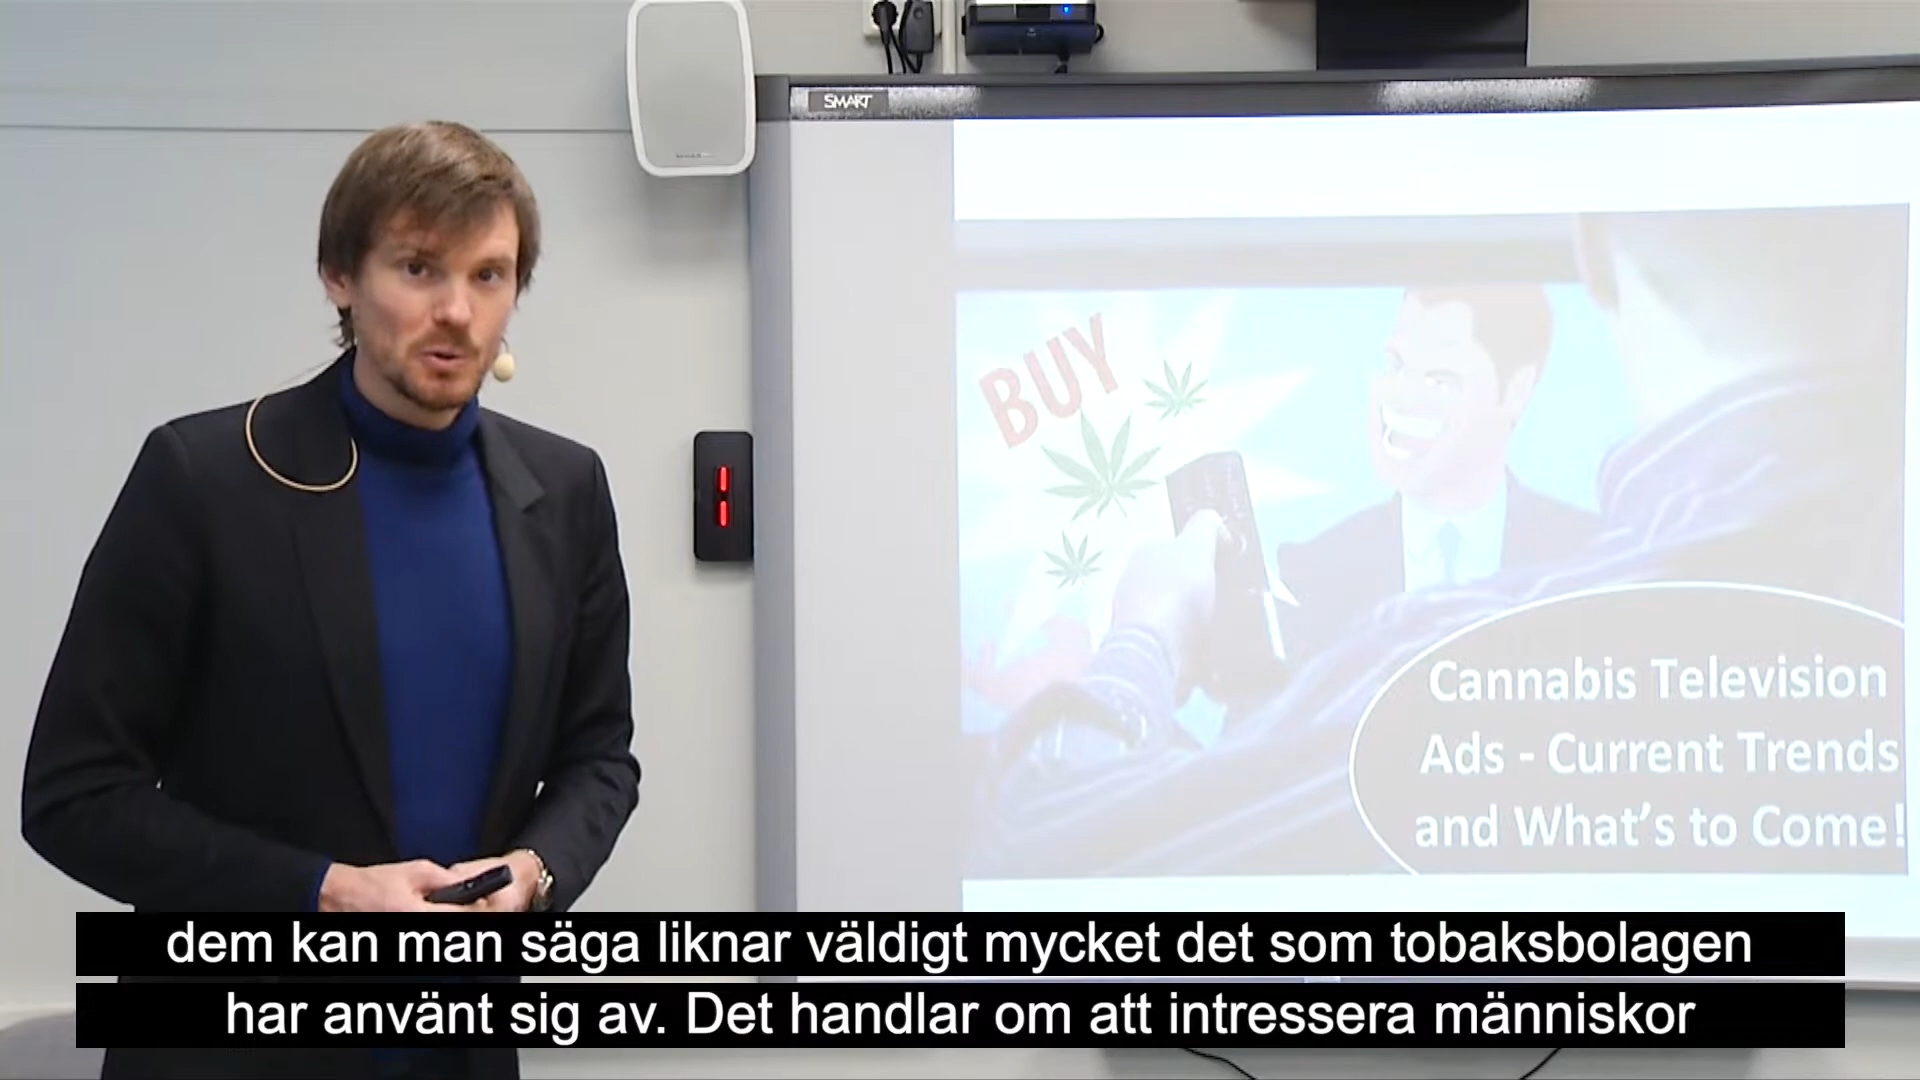 SMART
BUY
Cannabis Television
Ads - Current Trends
and What's to Come!
dem kan man säga liknar väldigt mycket det som tobaksbolagen
har använt sig av. Det handlar om att intressera människor